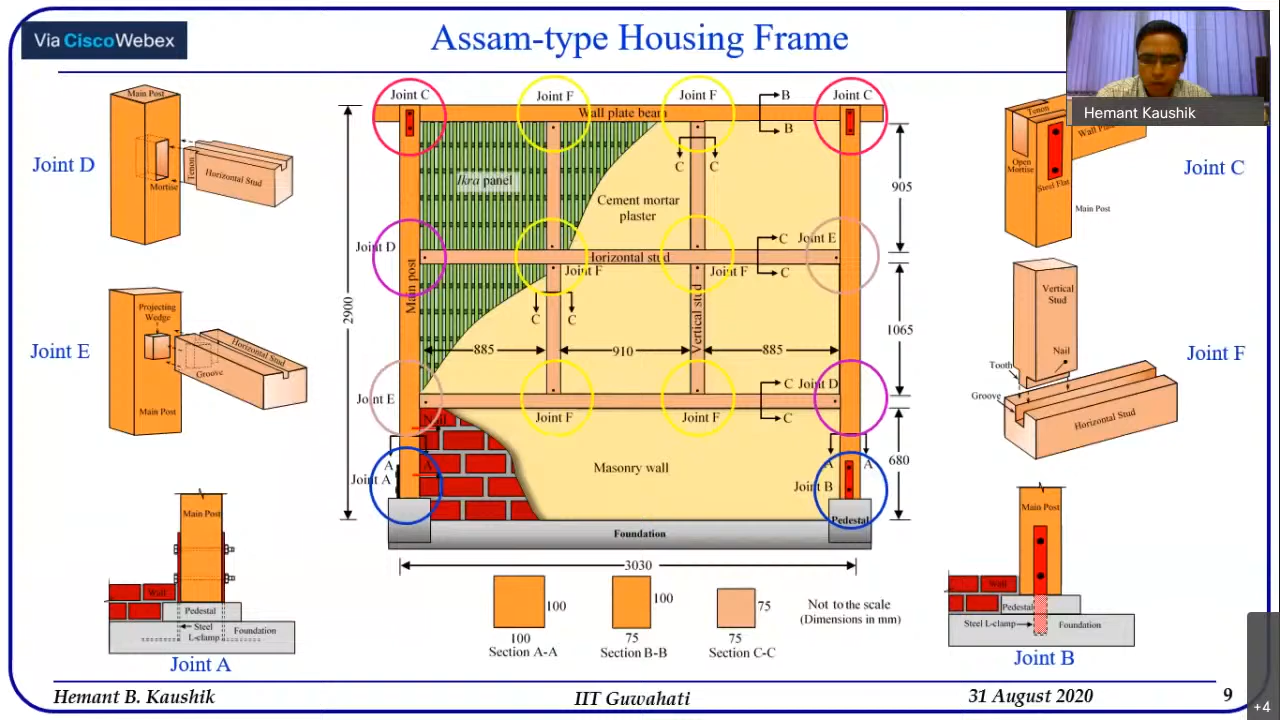 Via CiscoWebex
Assam-type Housing Frame
Hemant Kaushik
Main Post
Joint D
Mortise
Tenon
Horizontal Stud
Projecting
Wedge
Joint E
Horizontal Stud
Groove
Main Post
Main Post
Wall
Pedestal
Steel
L-clamp
Foundation
Joint A
Joint C
Joint F
Joint F
Joint C
B
B
Wall plate beam
C
C
Ikra panel
Cement mortar
plaster
905
Joint D
C
Joint E
Horizontal stud
Joint F
Joint F
C
Main post
2900
C
C
Vertical stud
1065
885
910
885
C
Joint D
Joint E
Joint F
Joint F
C
Nail
A
A
Masonry wall
A
A
680
Joint A
Joint B
Pedestal
Foundation
3030
100
100
Section A-A
100
75
Section B-B
75
75
Section C-C
Not to the scale
(Dimensions in mm)
Tenon
Open
Mortise
Steel Flat
Main Post
Joint C
Vertical
Stud
Nail
Tooth
Groove
Horizontal Stud
Joint F
Main Post
Wall
Pedestal
Steel L-clamp
Foundation
Joint B
Hemant B. Kaushik
IIT Guwahati
31 August 2020
9
+4